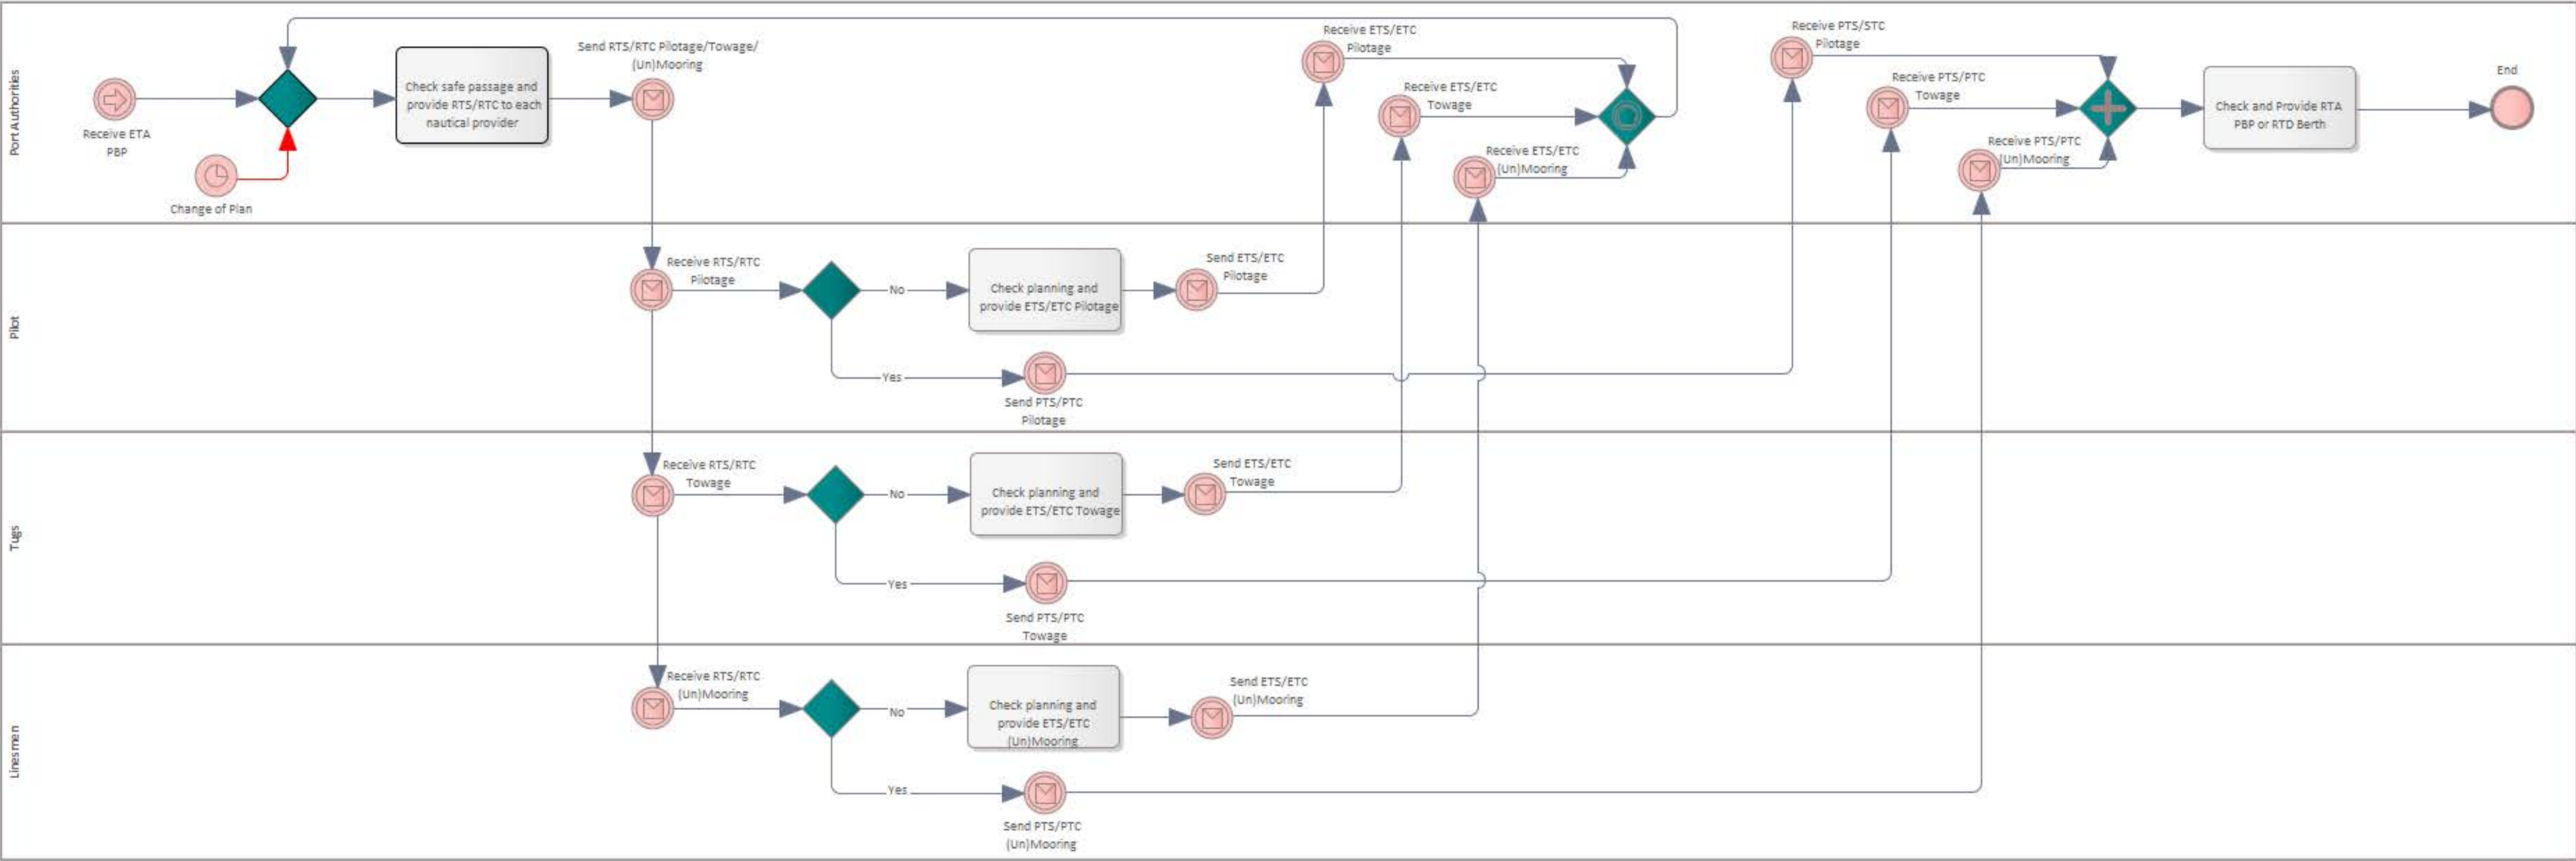 Port Authorities
Receive ETA
PBP
Change of Plan
Check safe passage and
provide RTS/RTC to each
nautical provider
Send RTS/RTC Pilotage/Towage/
(Un)Mooring
Receive ETS/ETC
Pilotage
Receive ETS/ETC
Towage
Receive ETS/ETC
(Un)Mooring
Receive PTS/STC
Pilotage
Receive PTS/PTC
Towage
Receive PTS/PTC
(Un)Mooring
Check and Provide RTA
PBP or RTD Berth
End
Pilot
Receive RTS/RTC
Pilotage
No
Check planning and
provide ETS/ETC Pilotage
Send ETS/ETC
Pilotage
Yes
Send PTS/PTC
Pilotage
Tugs
Receive RTS/RTC
Towage
No
Check planning and
provide ETS/ETC Towage
Send ETS/ETC
Towage
Yes
Send PTS/PTC
Towage
Linesmen
Receive RTS/RTC
(Un)Mooring
No
Check planning and
provide ETS/ETC
(Un)Mooring
Send ETS/ETC
(Un)Mooring
Yes
Send PTS/PTC
(Un)Mooring